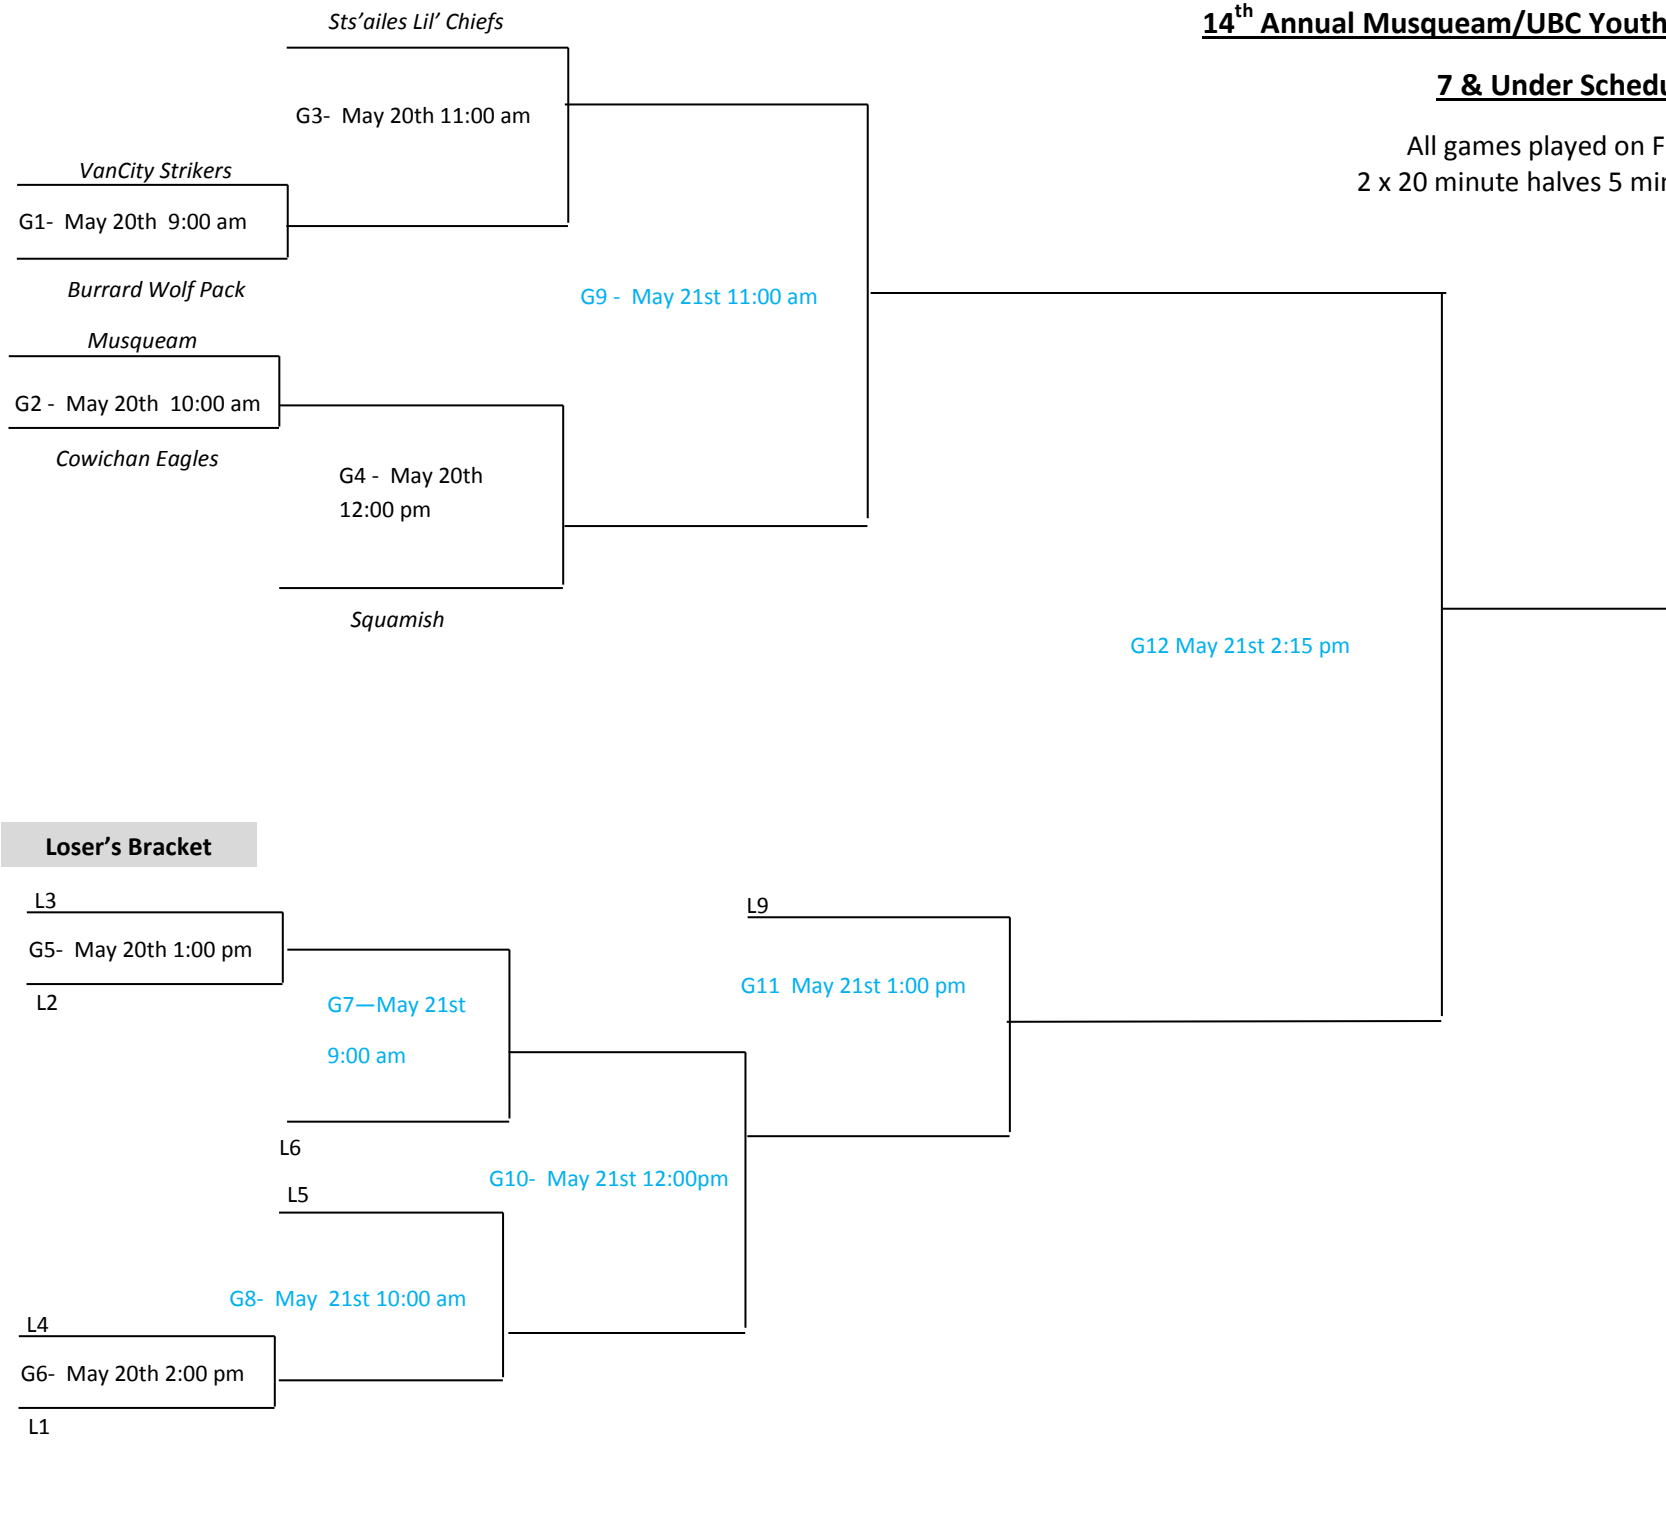 Sts’ailes Lil’ Chiefs
14th Annual Musqueam/UBC Youth
7 & Under Schedu
All games played on F
2 x 20 minute halves 5 min
G3- May 20th 11:00 am
VanCity Strikers
G1- May 20th 9:00 am
Burrard Wolf Pack
G9 - May 21st 11:00 am
Musqueam
G2 - May 20th 10:00 am
Cowichan Eagles
G4 - May 20th
12:00 pm
Squamish
G12 May 21st 2:15 pm
Loser’s Bracket
L3
G5- May 20th 1:00 pm
L2
L9
G11 May 21st 1:00 pm
G7—May 21st
9:00 am
L6
G10- May 21st 12:00pm
L5
G8- May 21st 10:00 am
L4
G6- May 20th 2:00 pm
L1